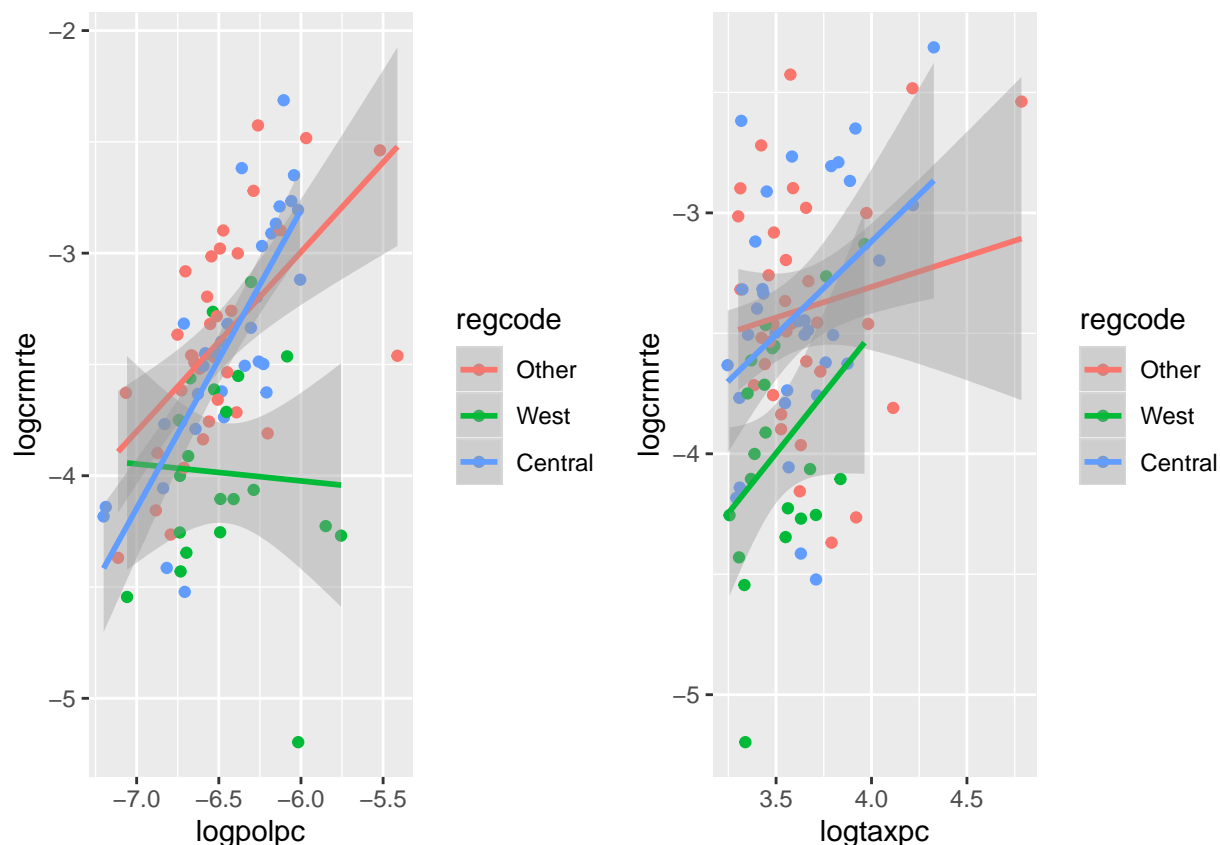 logcrmrte
−2
−3
−4
−5
−7.0 −6.5 −6.0 −5.5
logpolpc
regcode
Other
West
Central
logcrmrte
−3
−4
−5
3.5 4.0 4.5
logtaxpc
regcode
Other
West
Central